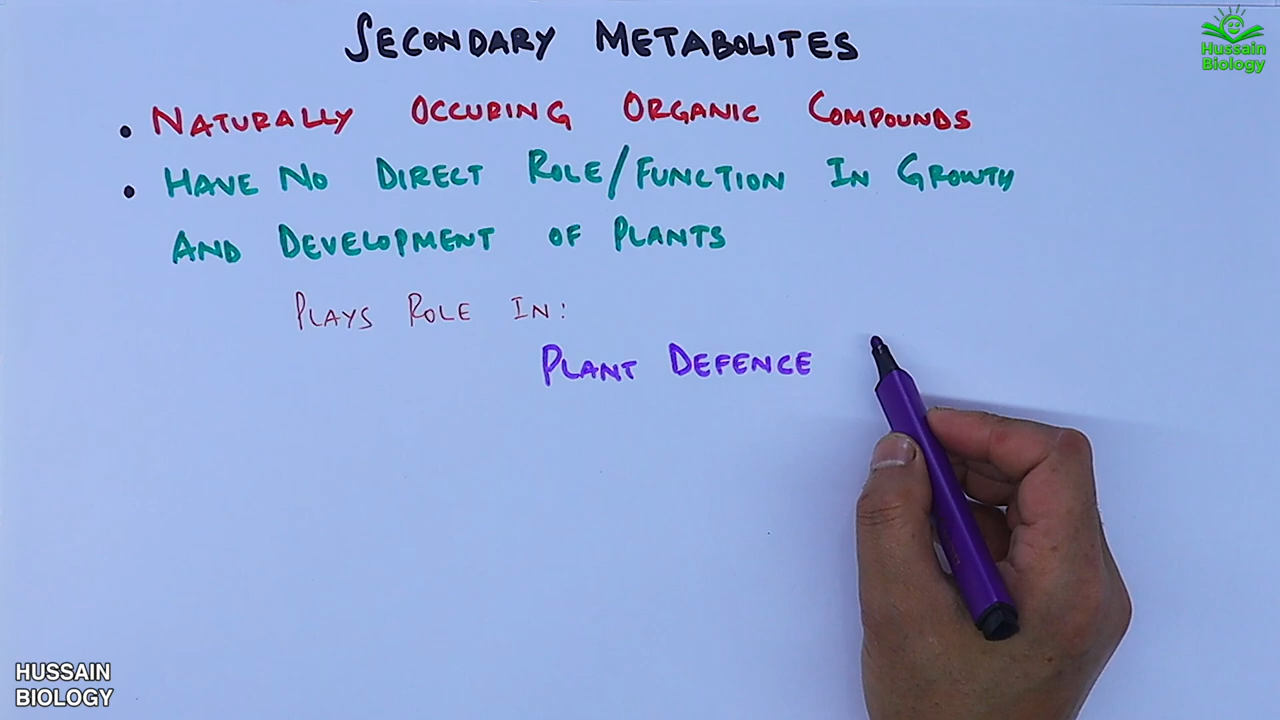 SECONDARY METABOLITES
Hussain
Biology
• NATURALLY OCCURING ORGANIC COMPOUNDS
• HAVE NO DIRECT ROLE/FUNCTION IN GROWTH
AND DEVELOPMENT OF PLANTS
PLAYS ROLE IN:
PLANT DEFENCE
HUSSAIN
BIOLOGY